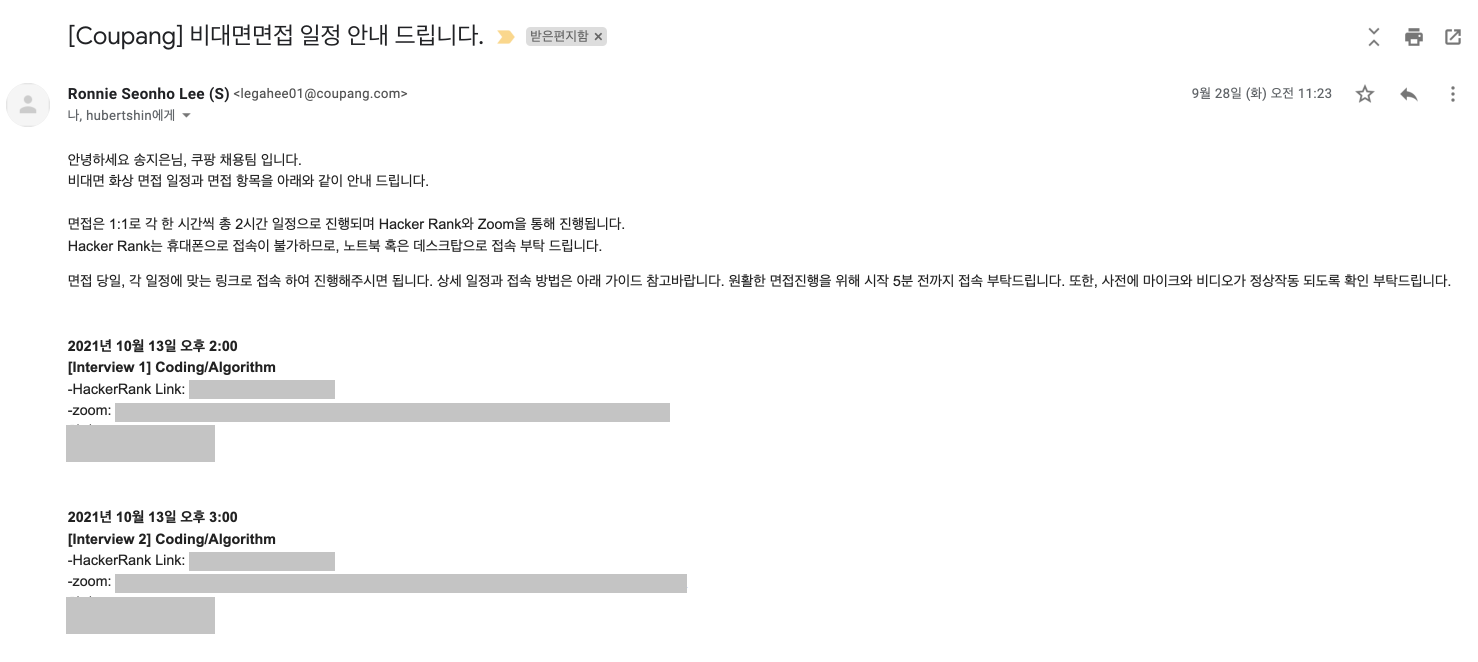 [Coupang] 비대면면접 일정 안내 드립니다.
받은편지함 ×
Ronnie Seonho Lee (S) <legahee01@coupang.com>
9월 28일 (화) 오전 11:23
나, hubertshin에게
안녕하세요 송지은님, 쿠팡 채용팀 입니다.
비대면 화상 면접 일정과 면접 항목을 아래와 같이 안내 드립니다.
면접은 1:1로 각 한 시간씩 총 2시간 일정으로 진행되며 Hacker Rank와 Zoom을 통해 진행됩니다.
Hacker Rank는 휴대폰으로 접속이 불가하므로, 노트북 혹은 데스크탑으로 접속 부탁 드립니다.
면접 당일, 각 일정에 맞는 링크로 접속 하여 진행해주시면 됩니다. 상세 일정과 접속 방법은 아래 가이드 참고바랍니다. 원활한 면접진행을 위해 시작 5분 전까지 접속 부탁드립니다. 또한, 사전에 마이크와 비디오가 정상작동 되도록 확인 부탁드립니다.
2021년 10월 13일 오후 2:00
[Interview 1] Coding/Algorithm
-HackerRank Link:
-zoom:
2021년 10월 13일 오후 3:00
[Interview 2] Coding/Algorithm
-HackerRank Link:
-zoom: